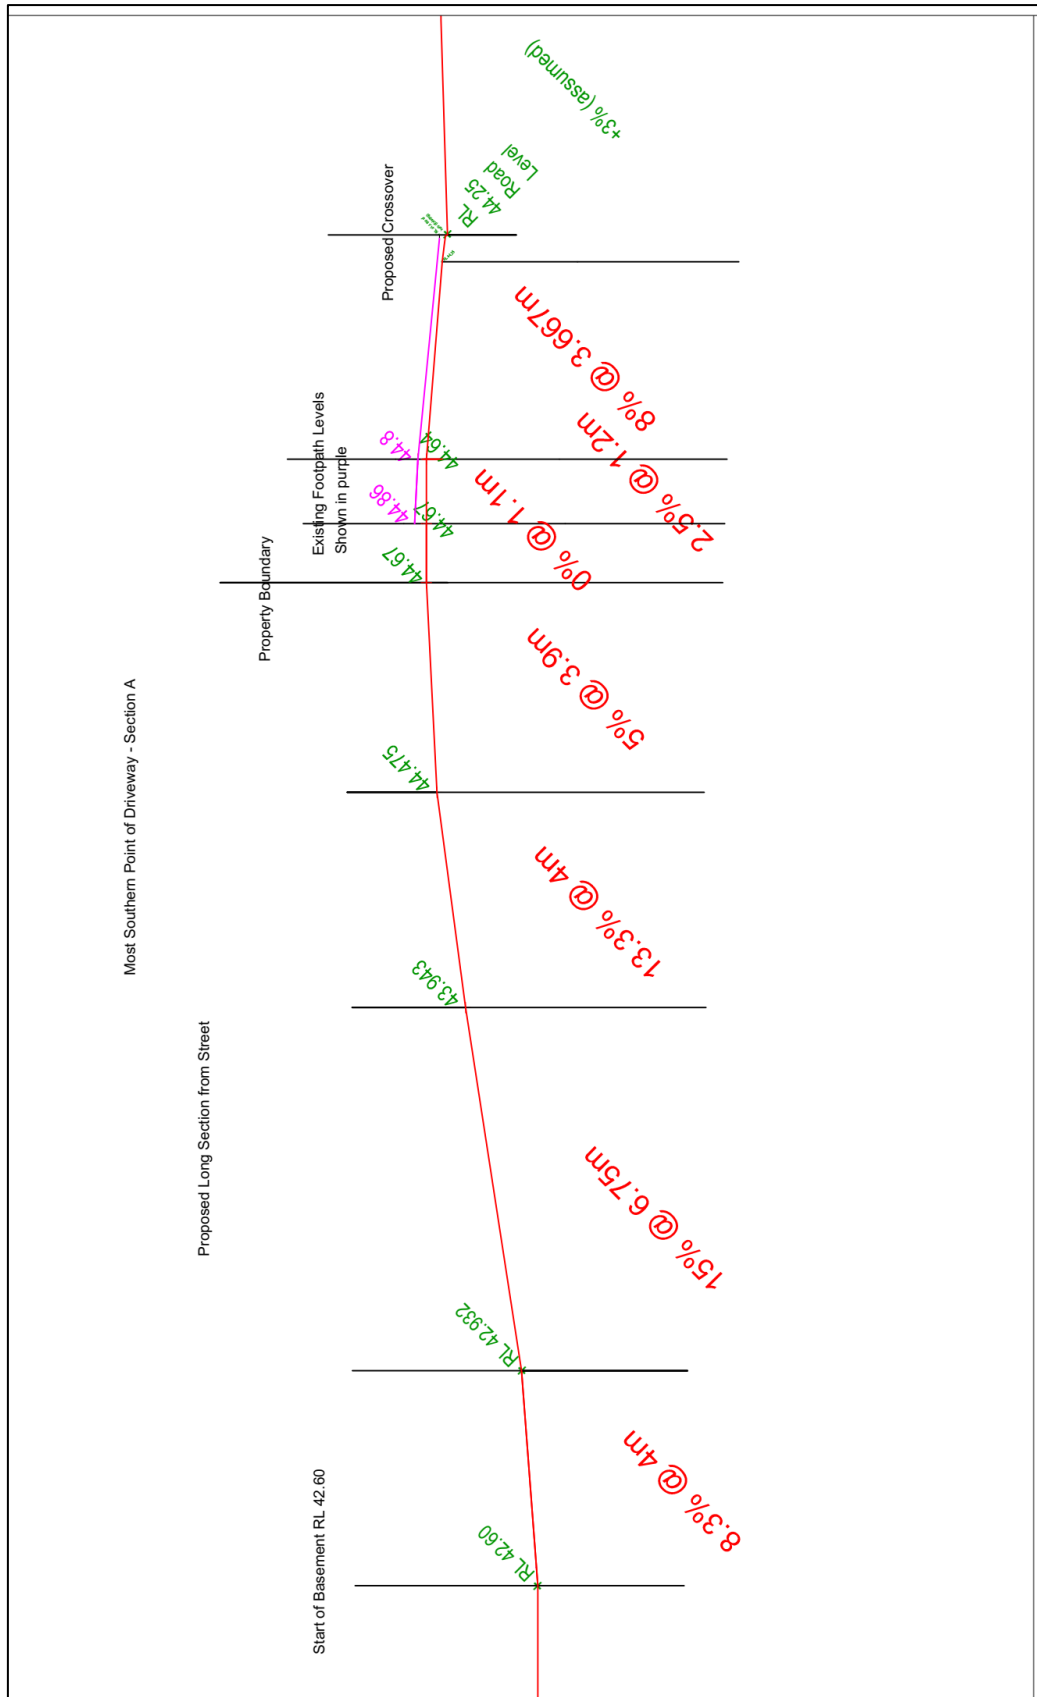 Most Southern Point of Driveway - Section A
Proposed Long Section from Street
Start of Basement RL 42.60
Property Boundary
Existing Footpath Levels
Shown in purple
Proposed Crossover
RL 42.60
8.3% @ 4m
RL 42.932
15% @ 6.75m
43.943
13.3% @ 4m
44.475
5% @ 3.9m
44.67
0% @ 1.1m
44.86
44.67
2.5% @ 1.2m
44.8
44.64
8% @ 3.667m
RL
44.25
Road
Level
+3% (assumed)